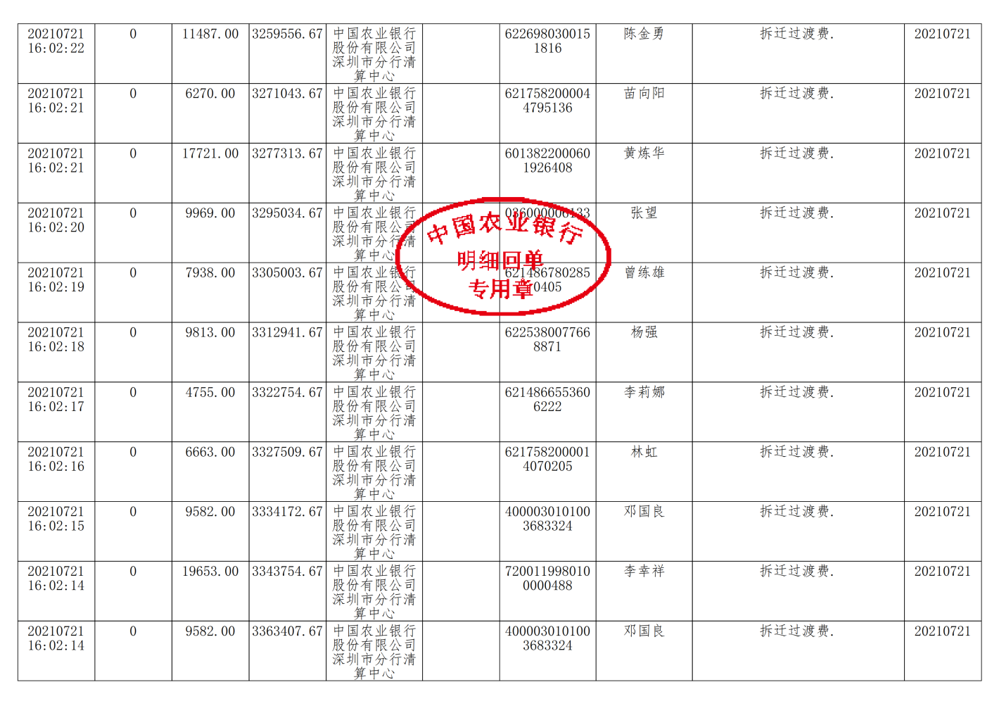 20210721 0 11487.00 3259556.67 中国农业银行 622698030015 陈金勇 拆迁过渡费. 20210721
16:02:22 股份有限公司 1816
深圳市分行清
算中心
20210721 0 6270.00 3271043.67 中国农业银行 621758200004 苗向阳 拆迁过渡费. 20210721
16:02:21 股份有限公司 4795136
深圳市分行清
算中心
20210721 0 17721.00 3277313.67 中国农业银行 601382200060 黄炼华 拆迁过渡费. 20210721
16:02:21 股份有限公司 1926408
深圳市分行清
算中心
20210721 0 9969.00 3295034.67 中国农业银行 036000006133 张望 拆迁过渡费. 20210721
16:02:20 股份有限公司
深圳市分行清
算中心
中国农业银行
明细回单
专用章
20210721 0 7938.00 3305003.67 中国农业银行 621486780285 曾练雄 拆迁过渡费. 20210721
16:02:19 股份有限公司 0405
深圳市分行清
算中心
20210721 0 9813.00 3312941.67 中国农业银行 622538007766 杨强 拆迁过渡费. 20210721
16:02:18 股份有限公司 8871
深圳市分行清
算中心
20210721 0 4755.00 3322754.67 中国农业银行 621486655360 李莉娜 拆迁过渡费. 20210721
16:02:17 股份有限公司 6222
深圳市分行清
算中心
20210721 0 6663.00 3327509.67 中国农业银行 621758200001 林虹 拆迁过渡费. 20210721
16:02:16 股份有限公司 4070205
深圳市分行清
算中心
20210721 0 9582.00 3334172.67 中国农业银行 400003010100 邓国良 拆迁过渡费. 20210721
16:02:15 股份有限公司 3683324
深圳市分行清
算中心
20210721 0 19653.00 3343754.67 中国农业银行 720011998010 李幸祥 拆迁过渡费. 20210721
16:02:14 股份有限公司 0000488
深圳市分行清
算中心
20210721 0 9582.00 3363407.67 中国农业银行 400003010100 邓国良 拆迁过渡费. 20210721
16:02:14 股份有限公司 3683324
深圳市分行清
算中心